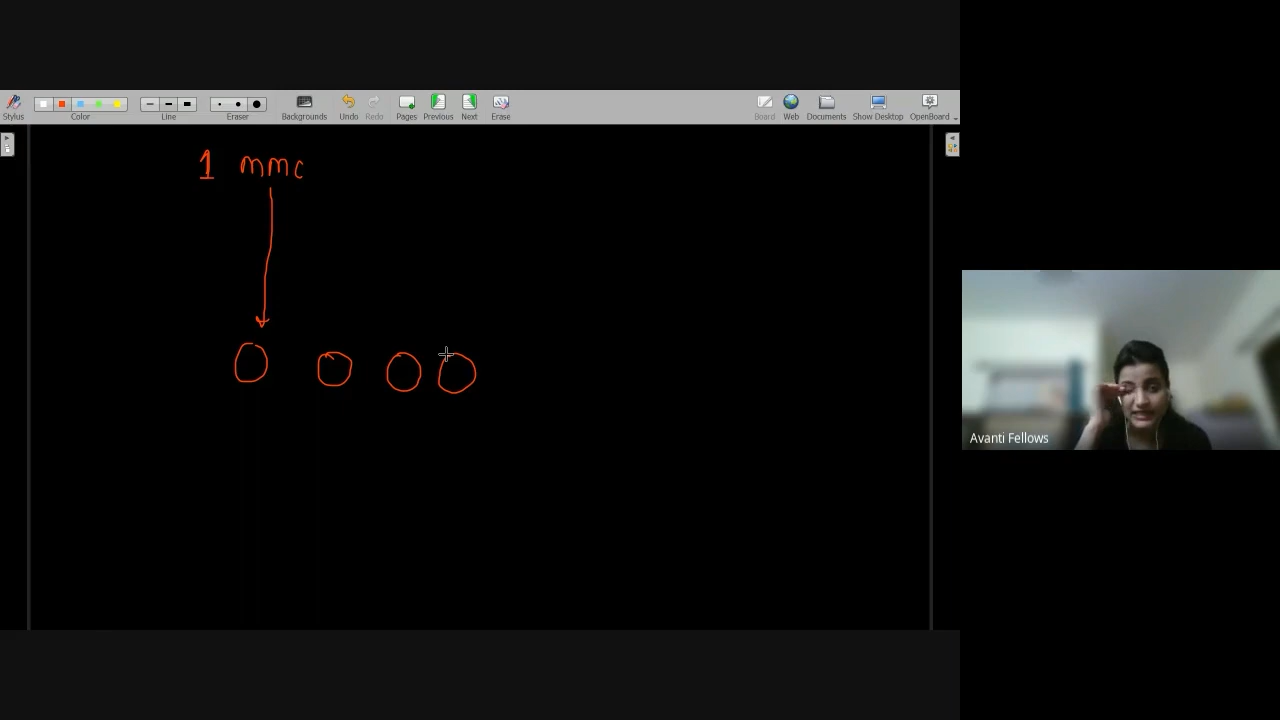 Stylus Color Line Eraser Backgrounds Undo Redo Pages Previous Next Erase Board Web Documents Show Desktop OpenBoard
1 mmc
Avanti Fellows